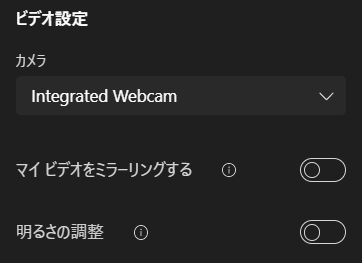 ビデオ設定
カメラ
Integrated Webcam
マイ ビデオをミラーリングする
明るさの調整